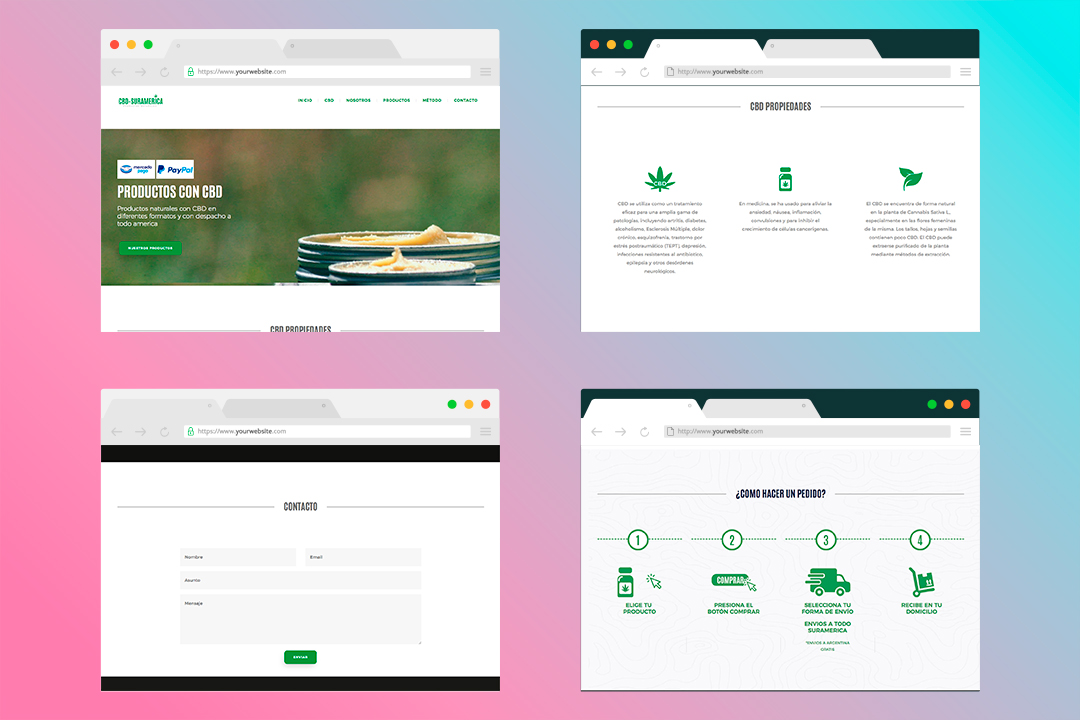 https://www.yourwebsite.com
CBD-SURAMERICA
INICIO CBD NOSOTROS PRODUCTOS MÉTODO CONTACTO
mercado
pago
PayPal
PRODUCTOS CON CBD
Productos naturales con CBD en
diferentes formatos y con despacho a
todo america
NUESTROS PRODUCTOS
CBD PROPIEDADES
http://www.yourwebsite.com
CBD PROPIEDADES
CBD
CBD se utiliza como un tratamiento
eficaz para una amplia gama de
patologías, incluyendo artritis, diabetes,
alcoholismo, Esclerosis Múltiple, dolor
crónico, esquizofrenia, trastorno por
estrés postraumático (TEPT), depresión,
infecciones resistentes al antibiótico,
epilepsia y otros desórdenes
neurológicos.
En medicina, se ha usado para aliviar la
ansiedad, náusea, inflamación,
convulsiones y para inhibir el
crecimiento de células cancerígenas.
El CBD se encuentra de forma natural
en la planta de Cannabis Sativa L,
especialmente en las flores femeninas
de la misma. Los tallos, hojas y semillas
contienen poco CBD. El CBD puede
extraerse purificado de la planta
mediante métodos de extracción.
https://www.yourwebsite.com
CONTACTO
Nombre
Email
Asunto
Mensaje
ENVIAR
http://www.yourwebsite.com
¿COMO HACER UN PEDIDO?
1
2
3
4
COMPRAR
ELIGE TU
PRODUCTO
PRESIONA EL
BOTÓN COMPRAR
SELECCIONA TU
FORMA DE ENVÍO
ENVIOS A TODO
SURAMERICA
*ENVIOS A ARGENTINA
GRATIS
RECIBE EN TU
DOMICILIO